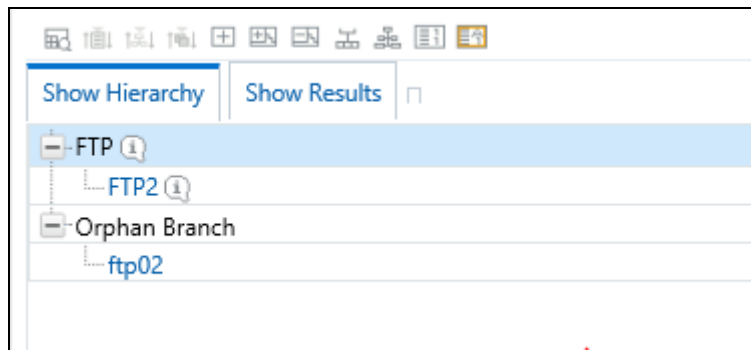 Show Hierarchy Show Results
FTP
FTP2
Orphan Branch
ftp02